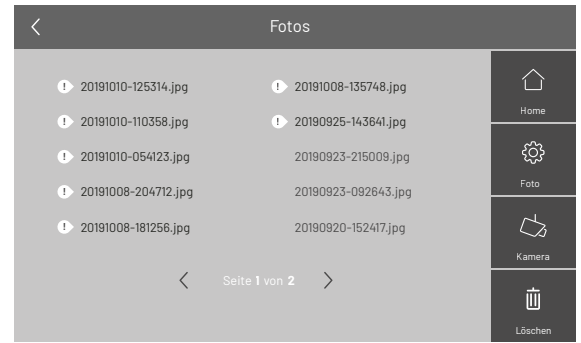 Fotos
! 20191010-125314.jpg
! 20191010-110358.jpg
! 20191010-054123.jpg
! 20191008-204712.jpg
! 20191008-181256.jpg
! 20191008-135748.jpg
! 20190925-143641.jpg
20190923-215009.jpg
20190923-092643.jpg
20190920-152417.jpg
Seite 1 von 2
Home
Foto
Kamera
Löschen